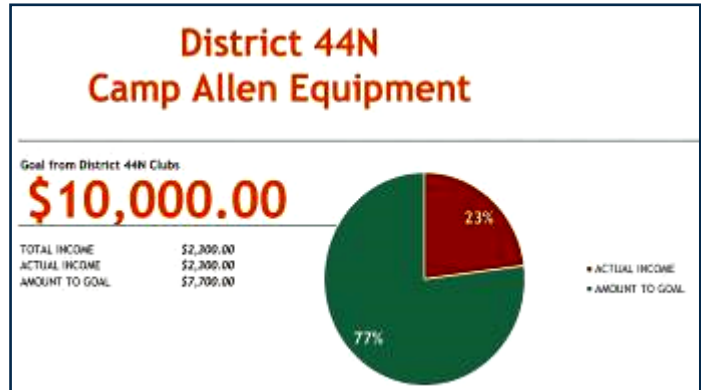 District 44N
Camp Allen Equipment
Goal from District 44N Clubs
$10,000.00
TOTAL INCOME $2,300.00
ACTUAL INCOME $2,300.00
AMOUNT TO GOAL $7,700.00
23%
77%
ACTUAL INCOME
AMOUNT TO GOAL